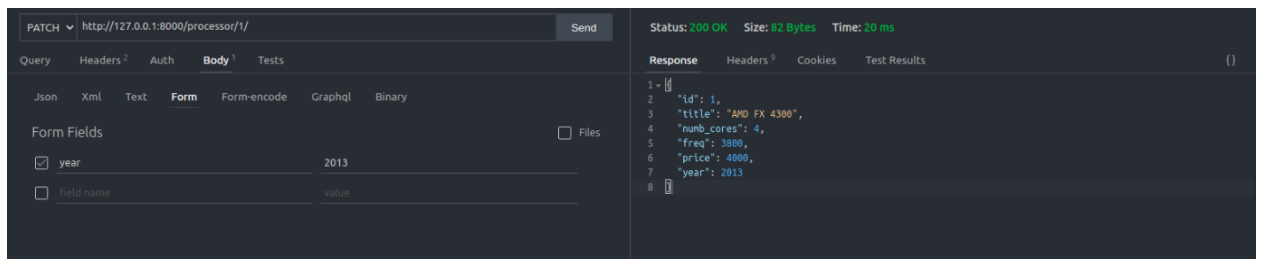 PATCH http://127.0.0.1:8000/processor/1/ Send
Query Headers 2 Auth Body 1 Tests
Json Xml Text Form Form-encode Graphql Binary
Form Fields Files
year 2013
field name value
Status: 200 OK Size: 82 Bytes Time: 20 ms
Response Headers 9 Cookies Test Results {}
1 {
2 "id": 1,
3 "title": "AMD FX 4300",
4 "numb_cores": 4,
5 "freq": 3800,
6 "price": 4000,
7 "year": 2013
8 }